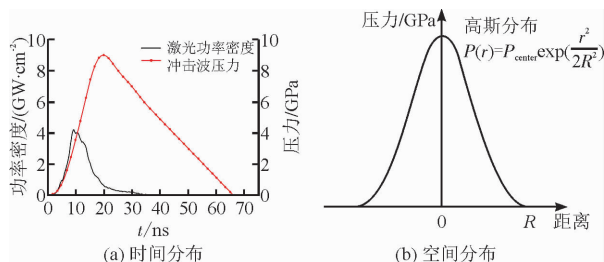 10
8
6
4
2
0
功率密度/(GW·cm-2)
激光功率密度
冲击波压力
10
8
6
4
2
0
压力/GPa
0 10 20 30 40 50 60 70
t/ns
(a) 时间分布
压力/GPa
高斯分布
P(r)=Pcenterexp(r2/2R2)
0 R 距离
(b) 空间分布